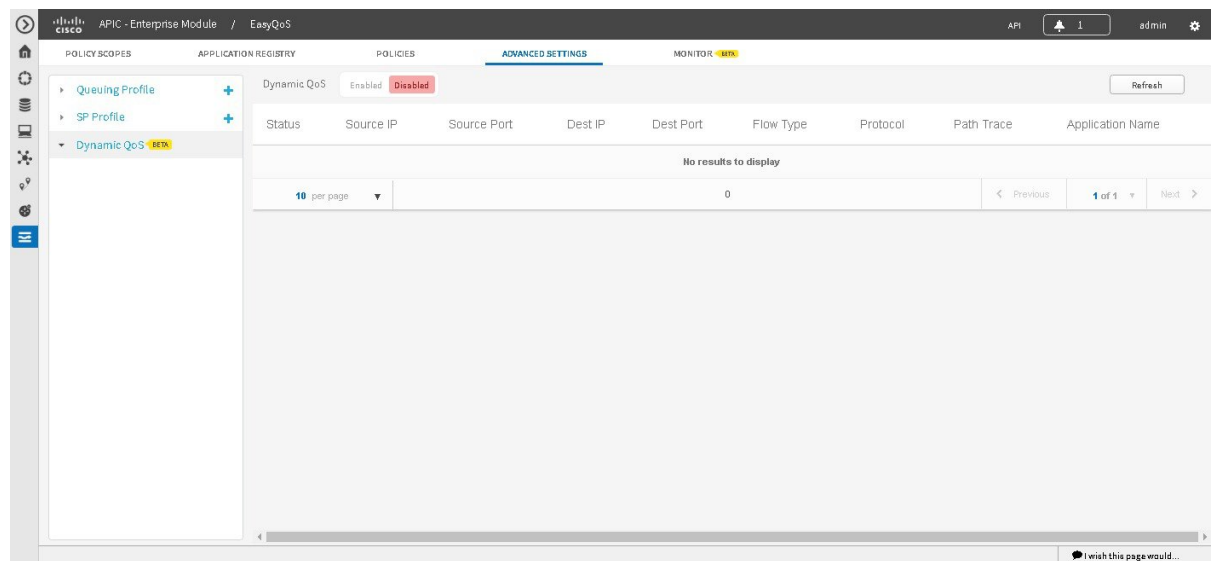 cisco APIC - Enterprise Module / EasyQoS API 1 admin
POLICY SCOPES APPLICATION REGISTRY POLICIES ADVANCED SETTINGS MONITOR BETA
Queuing Profile +
SP Profile +
Dynamic QoS BETA
Dynamic QoS Enabled Disabled Refresh
Status Source IP Source Port Dest IP Dest Port Flow Type Protocol Path Trace Application Name
No results to display
10 per page 0 Previous 1 of 1 Next
I wish this page would...